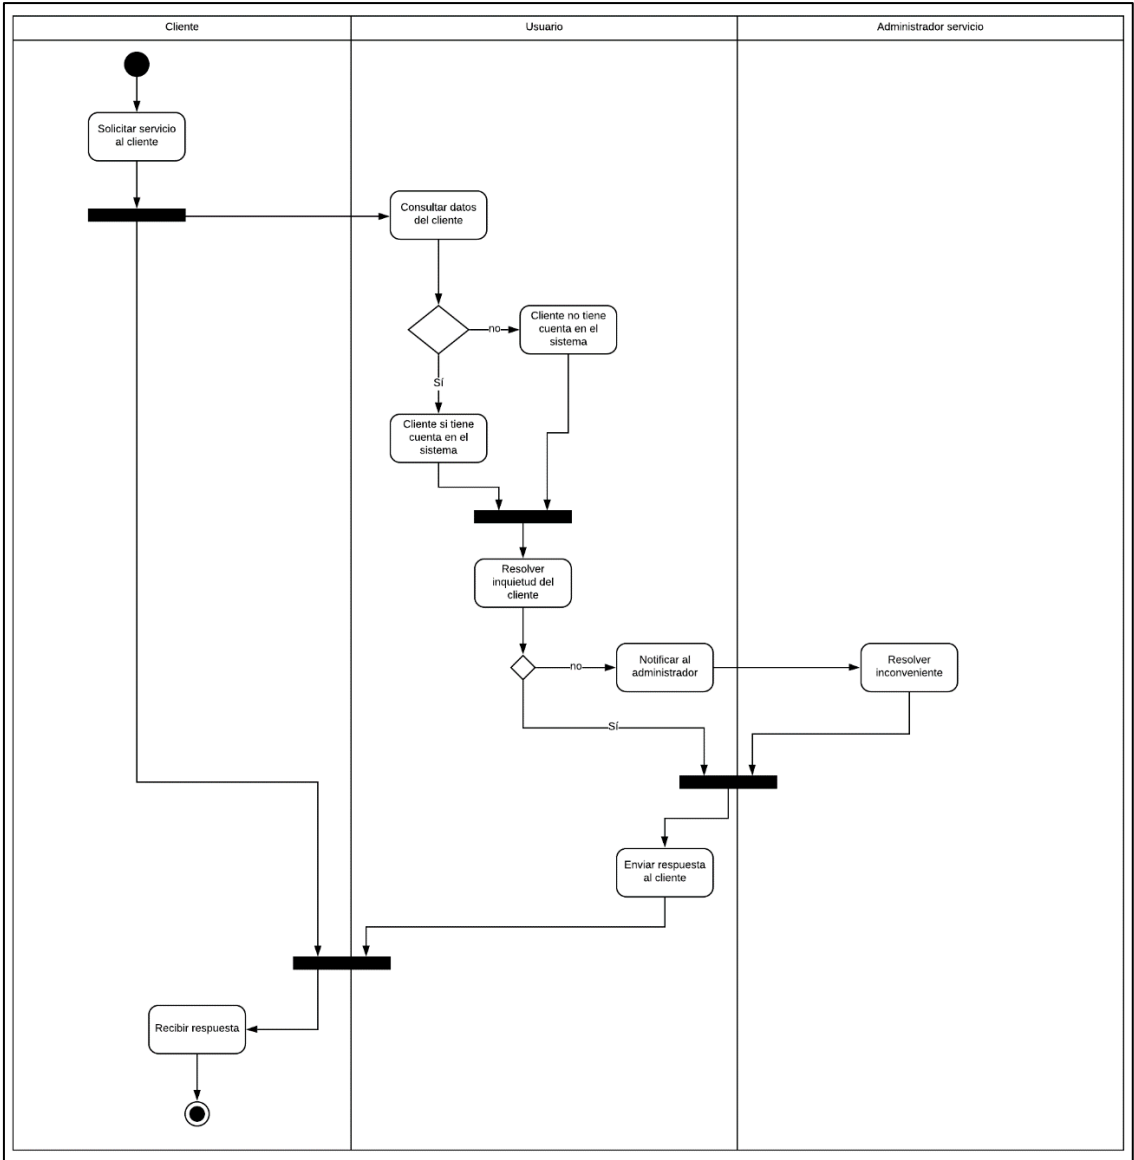 Cliente
Usuario
Administrador servicio
Solicitar servicio
al cliente
Consultar datos
del cliente
no
Cliente no tiene
cuenta en el
sistema
Sí
Cliente si tiene
cuenta en el
sistema
Resolver
inquietud del
cliente
no
Notificar al
administrador
Resolver
inconveniente
Sí
Enviar respuesta
al cliente
Recibir respuesta